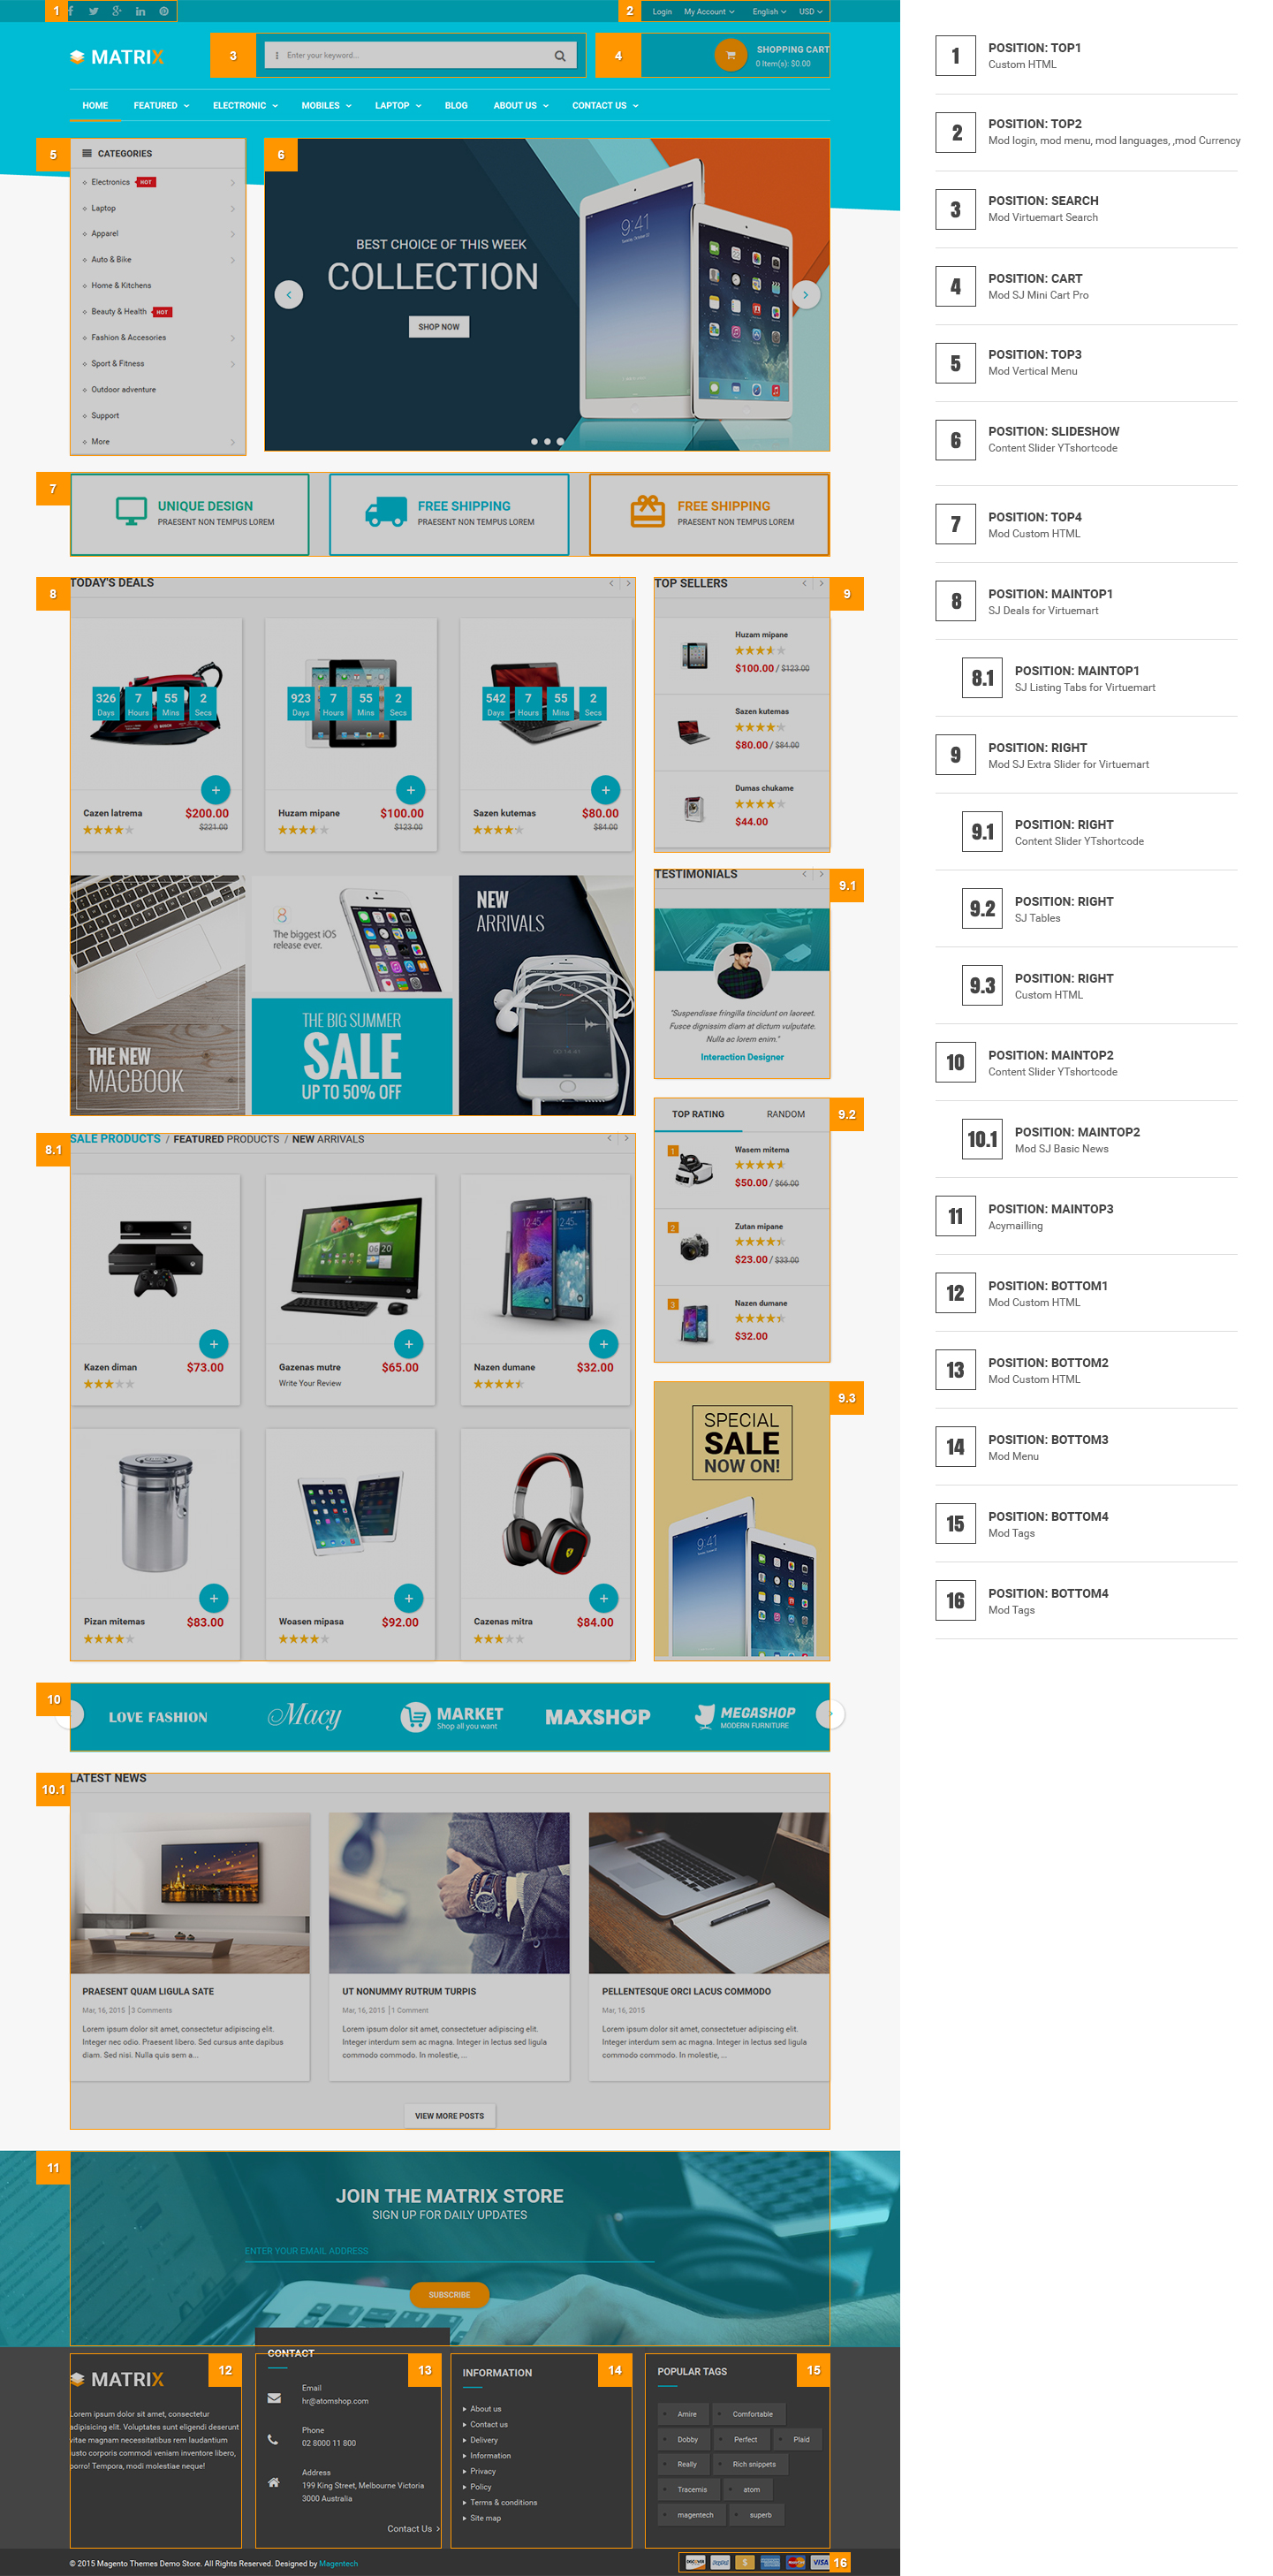 1
2
Login
My Account
English
USD
MATRIX
3
Enter your keyword...
4
SHOPPING CART
0 Item(s): $0.00
HOME
FEATURED
ELECTRONIC
MOBILES
LAPTOP
BLOG
ABOUT US
CONTACT US
5
CATEGORIES
Electronics HOT
Laptop
Apparel
Auto & Bike
Home & Kitchens
Beauty & Health HOT
Fashion & Accesories
Sport & Fitness
Outdoor adventure
Support
More
6
BEST CHOICE OF THIS WEEK
COLLECTION
SHOP NOW
9:41
7
UNIQUE DESIGN
PRAESENT NON TEMPUS LOREM
FREE SHIPPING
PRAESENT NON TEMPUS LOREM
FREE SHIPPING
PRAESENT NON TEMPUS LOREM
8
TODAY'S DEALS
326 7 55 2
Days Hours Mins Secs
923 7 55 2
Days Hours Mins Secs
542 7 55 2
Days Hours Mins Secs
Cazen latrema $200.00
$221.00
Huzam mipane $100.00
$123.00
Sazen kutemas $80.00
$84.00
TOP SELLERS
9
Huzam mipane
$100.00 / $123.00
Sazen kutemas
$80.00 / $84.00
Dumas chukame
$44.00
THE NEW
MACBOOK
8
The biggest iOS
release ever.
THE BIG SUMMER
SALE
UP TO 50% OFF
NEW
ARRIVALS
TESTIMONIALS
9.1
"Suspendisse fringilla tincidunt on laoreet.
Fusce dignissim diam at dictum vulputate.
Nulla ac lorem enim."
Interaction Designer
TOP RATING
RANDOM
9.2
1
Wasem mitema
$50.00 / $66.00
2
Zutan mipane
$23.00 / $33.00
3
Nazen dumane
$32.00
8.1
SALE PRODUCTS / FEATURED PRODUCTS / NEW ARRIVALS
Kazen diman $73.00
Gazenas mutre $65.00
Write Your Review
Nazen dumane $32.00
Pizan mitemas $83.00
Woasen mipasa $92.00
Cazenas mitra $84.00
9.3
SPECIAL
SALE
NOW ON!
9:41
10
LOVE FASHION
Macy
MARKET
Shop all you want
MAXSHOP
MEGASHOP
MODERN FURNITURE
10.1
LATEST NEWS
PRAESENT QUAM LIGULA SATE
Mar, 16, 2015 | 3 Comments
Lorem ipsum dolor sit amet, consectetur adipiscing elit.
Integer nec odio. Praesent libero. Sed cursus ante dapibus
diam. Sed nisi. Nulla quis sem a...
UT NONUMMY RUTRUM TURPIS
Mar, 16, 2015 | 1 Comment
Lorem ipsum dolor sit amet, consectetuer adipiscing elit.
Integer interdum sem ac magna. Integer in lectus sed ligula
commodo commodo. In molestie, ...
PELLENTESQUE ORCI LACUS COMMODO
Mar, 16, 2015
Lorem ipsum dolor sit amet, consectetuer adipiscing elit.
Integer interdum sem ac magna. Integer in lectus sed ligula
commodo commodo. In molestie, ...
VIEW MORE POSTS
11
JOIN THE MATRIX STORE
SIGN UP FOR DAILY UPDATES
ENTER YOUR EMAIL ADDRESS
SUBSCRIBE
MATRIX
12
Lorem ipsum dolor sit amet, consectetur
adipisicing elit. Voluptates sunt eligendi deserunt
vitae magnam necessitatibus rem laudantium
iusto corporis commodi veniam inventore libero,
porro! Tempora, modi molestiae neque!
CONTACT
13
Email
hr@atomshop.com
Phone
02 8000 11 800
Address
199 King Street, Melbourne Victoria
3000 Australia
Contact Us
INFORMATION
14
About us
Contact us
Delivery
Information
Privacy
Policy
Terms & conditions
Site map
POPULAR TAGS
15
Amire
Comfortable
Dobby
Perfect
Plaid
Really
Rich snippets
Tracemis
atom
magentech
superb
© 2015 Magento Themes Demo Store. All Rights Reserved. Designed by Magentech
DISCOVER
PayPal
VISA
16
1
POSITION: TOP1
Custom HTML
2
POSITION: TOP2
Mod login, mod menu, mod languages, ,mod Currency
3
POSITION: SEARCH
Mod Virtuemart Search
4
POSITION: CART
Mod SJ Mini Cart Pro
5
POSITION: TOP3
Mod Vertical Menu
6
POSITION: SLIDESHOW
Content Slider YTshortcode
7
POSITION: TOP4
Mod Custom HTML
8
POSITION: MAINTOP1
SJ Deals for Virtuemart
8.1
POSITION: MAINTOP1
SJ Listing Tabs for Virtuemart
9
POSITION: RIGHT
Mod SJ Extra Slider for Virtuemart
9.1
POSITION: RIGHT
Content Slider YTshortcode
9.2
POSITION: RIGHT
SJ Tables
9.3
POSITION: RIGHT
Custom HTML
10
POSITION: MAINTOP2
Content Slider YTshortcode
10.1
POSITION: MAINTOP2
Mod SJ Basic News
11
POSITION: MAINTOP3
Acymailling
12
POSITION: BOTTOM1
Mod Custom HTML
13
POSITION: BOTTOM2
Mod Custom HTML
14
POSITION: BOTTOM3
Mod Menu
15
POSITION: BOTTOM4
Mod Tags
16
POSITION: BOTTOM4
Mod Tags